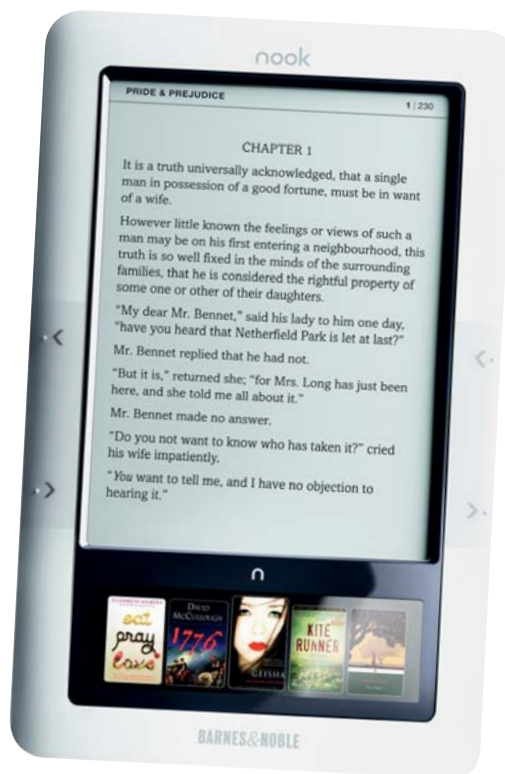 nook
PRIDE & PREJUDICE
1 | 230
CHAPTER 1
It is a truth universally acknowledged, that a single
man in possession of a good fortune, must be in want
of a wife.
However little known the feelings or views of such a
man may be on his first entering a neighbourhood, this
truth is so well fixed in the minds of the surrounding
families, that he is considered the rightful property of
some one or other of their daughters.
“My dear Mr. Bennet,” said his lady to him one day,
“have you heard that Netherfield Park is let at last?”
Mr. Bennet replied that he had not.
“But it is,” returned she; “for Mrs. Long has just been
here, and she told me all about it.”
Mr. Bennet made no answer.
“Do you not want to know who has taken it?” cried
his wife impatiently.
“You want to tell me, and I have no objection to
hearing it.”
n
ELIZABETH GILBERT
eat
pray
love
DAVID
McCULLOUGH
1776
GEISHA
KITE
RUNNER
BARNES&NOBLE